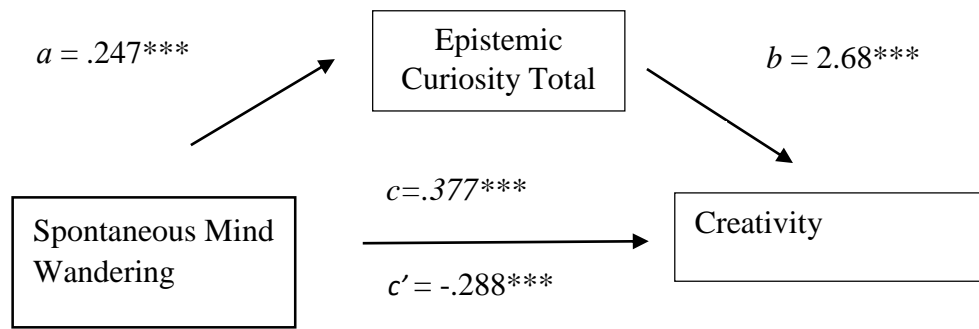 a = .247***
Epistemic
Curiosity Total
b = 2.68***
c=.377***
Spontaneous Mind
Wandering
Creativity
c’ = -.288***